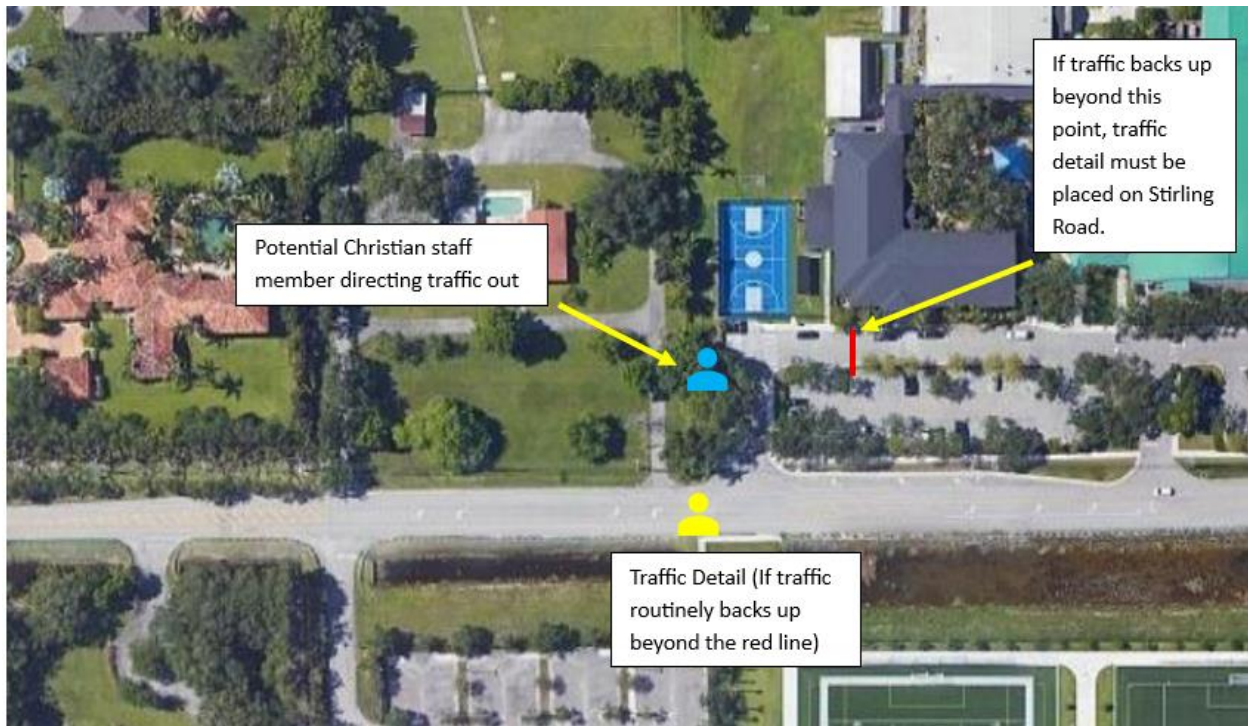 If traffic backs up
beyond this
point, traffic
detail must be
placed on Stirling
Road.
Potential Christian staff
member directing traffic out
Traffic Detail (If traffic
routinely backs up
beyond the red line)